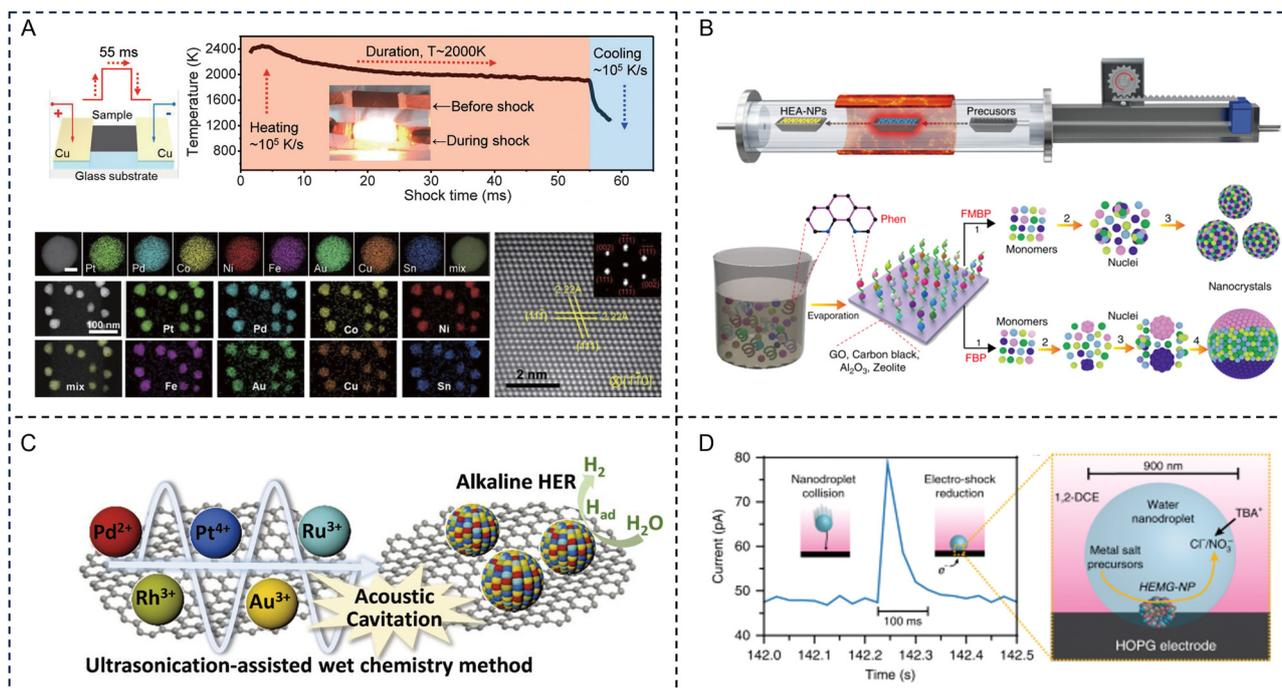 A
55 ms
Sample
Cu
Cu
Glass substrate
Temperature (K)
2400
2000
1600
1200
800
Duration, T~2000K
Cooling
~10⁵ K/s
Heating
~10⁵ K/s
←Before shock
←During shock
0
10
20
30
40
50
60
Shock time (ms)
Pt
Pd
Co
Ni
Fe
Au
Cu
Sn
mix
100 nm
Pt
Pd
Co
Ni
mix
Fe
Au
Cu
Sn
2.22Å
2.22Å
2 nm
B
HEA-NPs
Precusors
Phen
Evaporation
GO, Carbon black,
Al₂O₃, Zeolite
FMBP
1
Monomers
2
Nuclei
3
Nanocrystals
1
FBP
Monomers
2
Nuclei
3
4
C
Pd²⁺
Pt⁴⁺
Ru³⁺
Rh³⁺
Au³⁺
Acoustic
Cavitation
Alkaline HER
H₂
Had
H₂O
Ultrasonication-assisted wet chemistry method
D
Current (pA)
80
70
60
50
40
Nanodroplet
collision
Electro-shock
reduction
e⁻
100 ms
142.0
142.1
142.2
142.3
142.4
142.5
Time (s)
900 nm
1,2-DCE
Water
nanodroplet
TBA⁺
Cl⁻/NO₃⁻
Metal salt
precursors
HEMG-NP
HOPG electrode